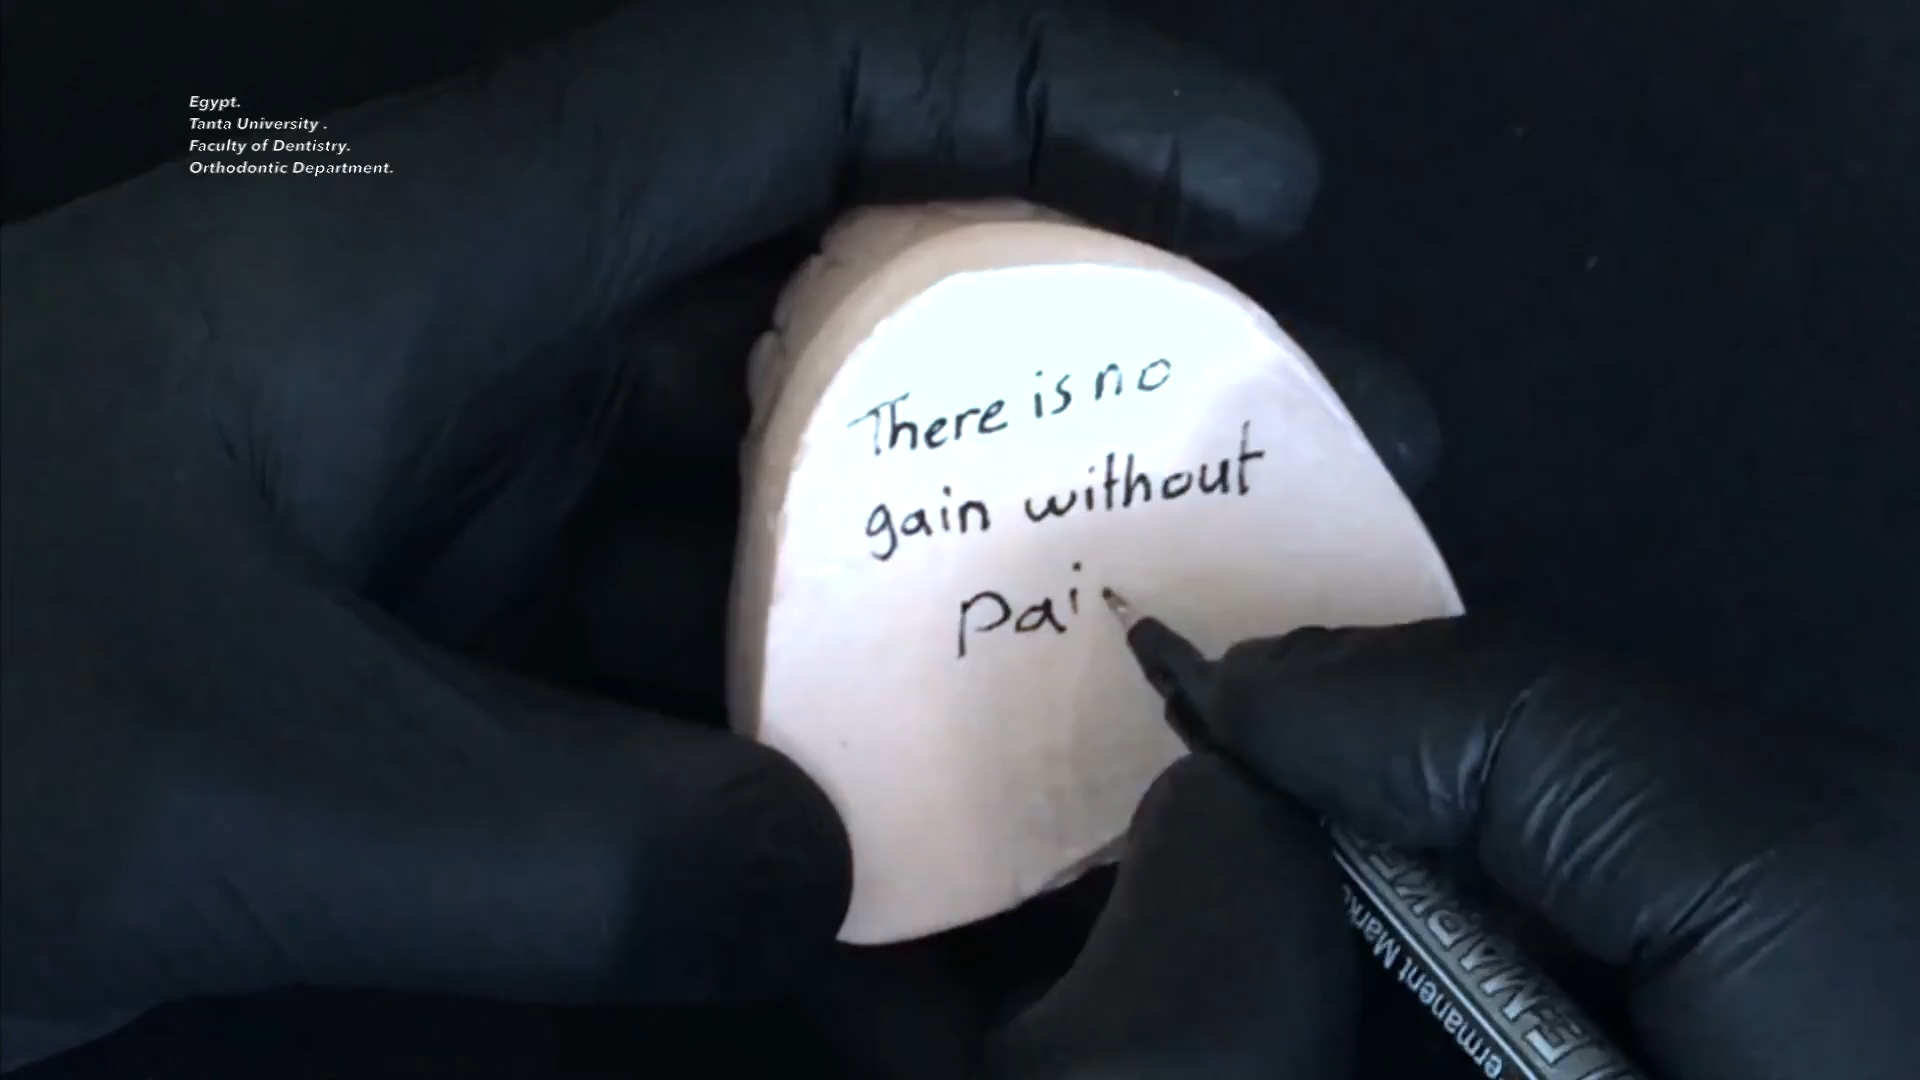 Egypt.
Tanta University .
Faculty of Dentistry.
Orthodontic Department.
There is no
gain without
pai